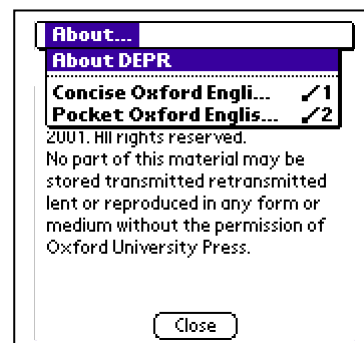 About...
About DEPR
Concise Oxford Engli... ⁄1
Pocket Oxford Englis... ⁄2
2001. All rights reserved.
No part of this material may be
stored transmitted retransmitted
lent or reproduced in any form or
medium without the permission of
Oxford University Press.
Close